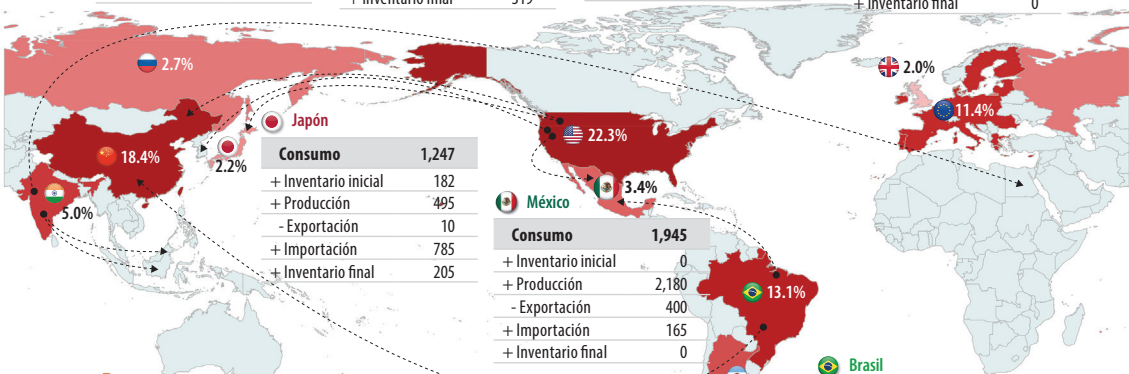 + Inventario final 319
+ Inventario final 0
2.7%
2.0%
11.4%
Japón
22.3%
18.4%
2.2%
Consumo 1,247
+ Inventario inicial 182
+ Producción 495
- Exportación 10
+ Importación 785
+ Inventario final 205
3.4%
5.0%
México
Consumo 1,945
+ Inventario inicial 0
+ Producción 2,180
- Exportación 400
+ Importación 165
+ Inventario final 0
13.1%
Brasil